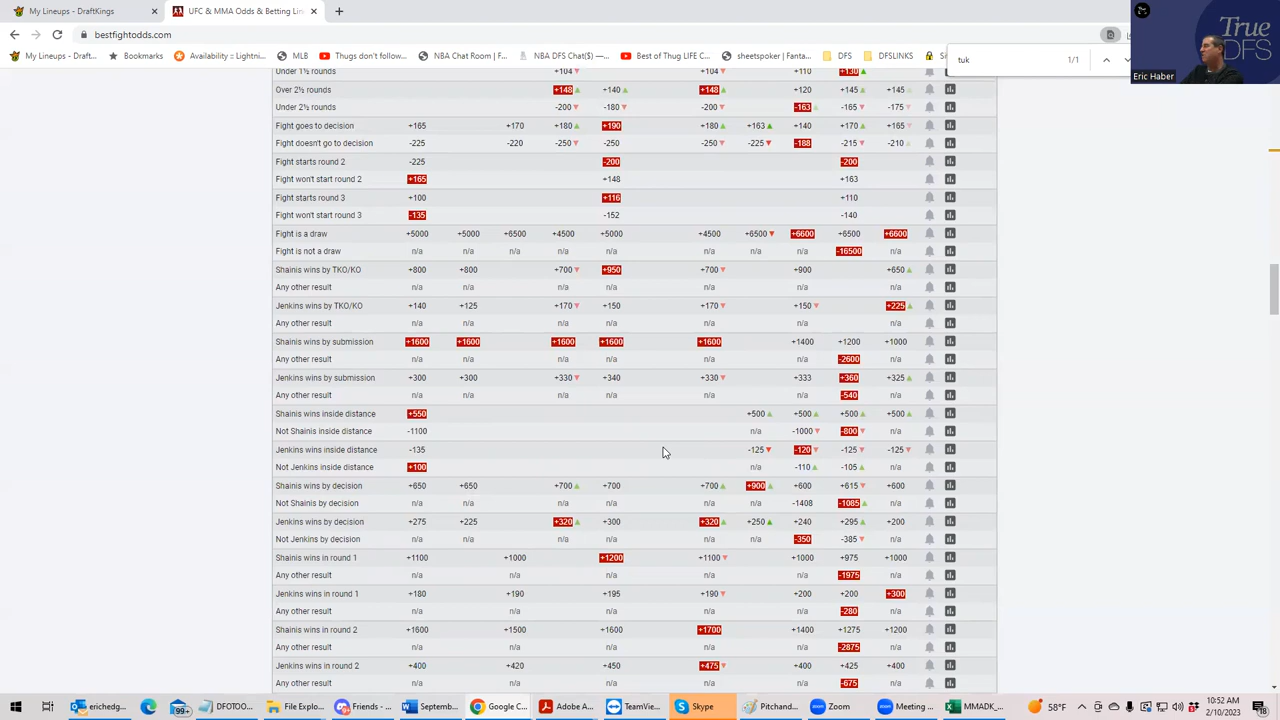 My Lineups - DraftKings
UFC & MMA Odds & Betting Lin
bestfightodds.com
My Lineups - Draft...
Bookmarks
Availability :: Lightni...
MLB
Thugs don't follow...
NBA Chat Room | F...
NBA DFS Chat($) —...
Best of Thug LIFE C...
sheetspoker | Fanta...
DFS
DFSLINKS
tuk 1/1
True
DFS
Eric Haber
Under 1½ rounds +104▼ +104▼ +110 +130▲
Over 2½ rounds +148▲ +140▲ +148▲ +120 +145▲ +145▲
Under 2½ rounds -200▼ -180▼ -200▼ -163▲ -165▼ -175▼
Fight goes to decision +165 +170 +180▲ +190 +180▲ +163▲ +140 +170▲ +165▼
Fight doesn't go to decision -225 -220 -250▼ -250 -250▼ -225▼ -188 -215▼ -210▲
Fight starts round 2 -225 -200 -200
Fight won't start round 2 +165 +148 +163
Fight starts round 3 +100 +116 +110
Fight won't start round 3 -135 -152 -140
Fight is a draw +5000 +5000 +6500 +4500 +5000 +4500 +6500▼ +6600 +6500 +6600
Fight is not a draw n/a n/a n/a n/a n/a n/a n/a n/a -16500 n/a
Shainis wins by TKO/KO +800 +800 +700▼ +950 +700▼ +900 +650▲
Any other result n/a n/a n/a n/a n/a n/a n/a
Jenkins wins by TKO/KO +140 +125 +170▼ +150 +170▼ +150▼ +225▲
Any other result n/a n/a n/a n/a n/a n/a n/a
Shainis wins by submission +1600 +1600 +1600 +1600 +1600 +1400 +1200 +1000
Any other result n/a n/a n/a n/a n/a n/a -2600 n/a
Jenkins wins by submission +300 +300 +330▼ +340 +330▼ +333 +360 +325▲
Any other result n/a n/a n/a n/a n/a n/a -540 n/a
Shainis wins inside distance +550 +500▲ +500▲ +500▲ +500▲
Not Shainis inside distance -1100 n/a -1000▼ -800▼ n/a
Jenkins wins inside distance -135 -125▼ -120▼ -125▼ -125▼
Not Jenkins inside distance +100 n/a -110▲ -105▲ n/a
Shainis wins by decision +650 +650 +700▲ +700 +700▲ +900▲ +600 +615▼ +600
Not Shainis by decision n/a n/a n/a n/a n/a n/a -1408 -1085▲ n/a
Jenkins wins by decision +275 +225 +320▲ +300 +320▲ +250▲ +240 +295▲ +200
Not Jenkins by decision n/a n/a n/a n/a n/a n/a -350 -385▼ n/a
Shainis wins in round 1 +1100 +1000 +1200 +1100▼ +1000 +975 +1000
Any other result n/a n/a n/a n/a n/a -1975 n/a
Jenkins wins in round 1 +180 +190 +195 +190▼ +200 +200 +300
Any other result n/a n/a n/a n/a n/a -280 n/a
Shainis wins in round 2 +1600 +1500 +1600 +1700 +1400 +1275 +1200
Any other result n/a n/a n/a n/a n/a -2875 n/a
Jenkins wins in round 2 +400 +420 +450 +475▼ +400 +425 +400
Any other result n/a n/a n/a n/a n/a -675 n/a
erichedg...
99+
DFOTOO...
File Explo...
Friends - ...
Septemb...
Google C...
Adobe A...
TeamVie...
Skype
Pitchand...
Zoom
Meeting ...
MMADK_...
58°F
10:52 AM
2/10/2023
18